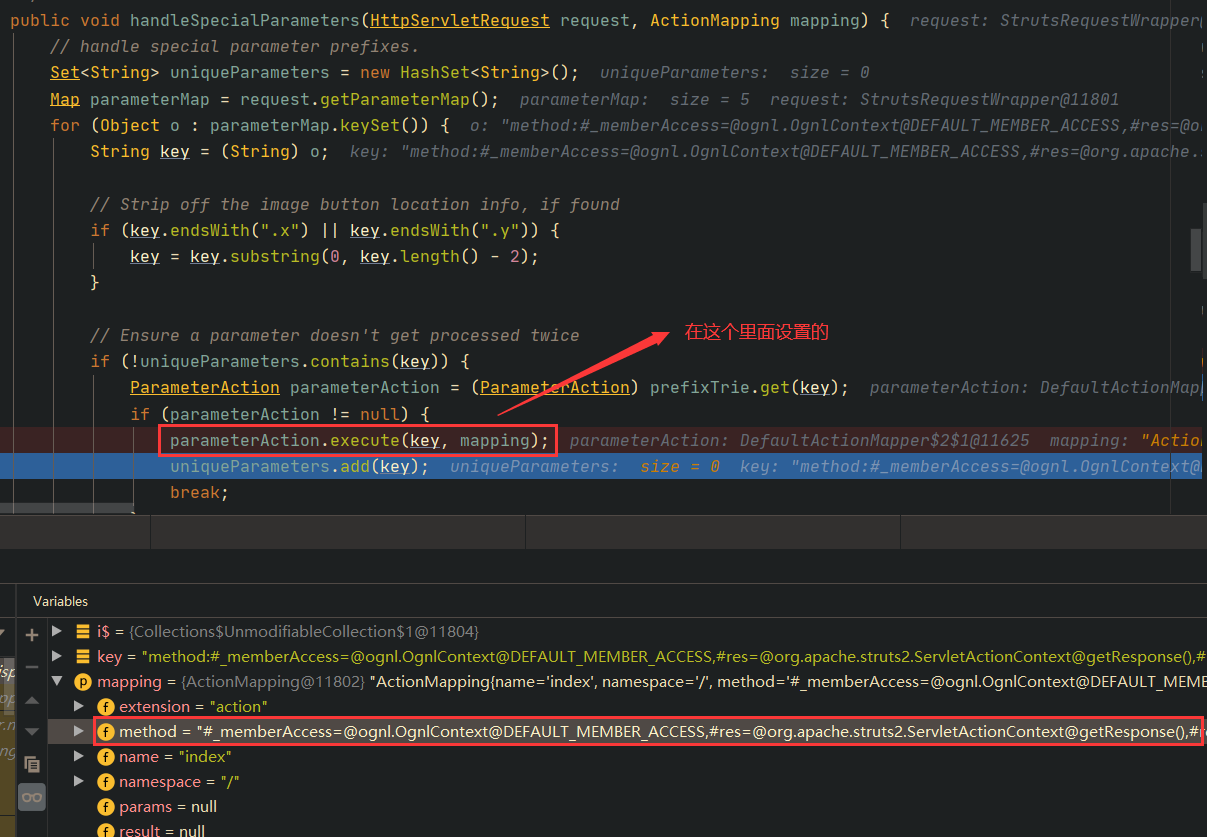 public void handleSpecialParameters(HttpServletRequest request, ActionMapping mapping) { request: StrutsRequestWrapper
// handle special parameter prefixes.
Set<String> uniqueParameters = new HashSet<String>(); uniqueParameters: size = 0
Map parameterMap = request.getParameterMap(); parameterMap: size = 5 request: StrutsRequestWrapper@11801
for (Object o : parameterMap.keySet()) { o: "method:#_memberAccess=@ognl.OgnlContext@DEFAULT_MEMBER_ACCESS,#res=@o
String key = (String) o; key: "method:#_memberAccess=@ognl.OgnlContext@DEFAULT_MEMBER_ACCESS,#res=@org.apache.
// Strip off the image button location info, if found
if (key.endsWith(".x") || key.endsWith(".y")) {
key = key.substring(0, key.length() - 2);
}
// Ensure a parameter doesn't get processed twice
在这个里面设置的
if (!uniqueParameters.contains(key)) {
ParameterAction parameterAction = (ParameterAction) prefixTrie.get(key); parameterAction: DefaultActionMap
if (parameterAction != null) {
parameterAction.execute(key, mapping); parameterAction: DefaultActionMapper$2$1@11625 mapping: "Actio
uniqueParameters.add(key); uniqueParameters: size = 0 key: "method:#_memberAccess=@ognl.OgnlContext@
break;
Variables
i$ = {Collections$UnmodifiableCollection$1@11804}
key = "method:#_memberAccess=@ognl.OgnlContext@DEFAULT_MEMBER_ACCESS,#res=@org.apache.struts2.ServletActionContext@getResponse(),#
mapping = {ActionMapping@11802} "ActionMapping{name='index', namespace='/', method='#_memberAccess=@ognl.OgnlContext@DEFAULT_MEM
extension = "action"
method = "#_memberAccess=@ognl.OgnlContext@DEFAULT_MEMBER_ACCESS,#res=@org.apache.struts2.ServletActionContext@getResponse(),#r
name = "index"
namespace = "/"
params = null
result = null